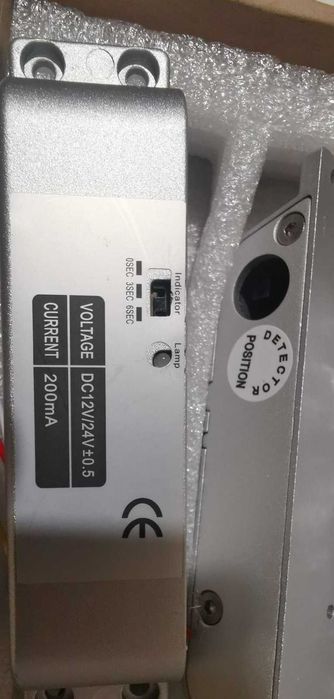 Indicator
0SEC 3SEC 6SEC
Lamp
VOLTAGE DC12V/24V±0.5
CURRENT 200mA
CE
DETECTOR
POSITION